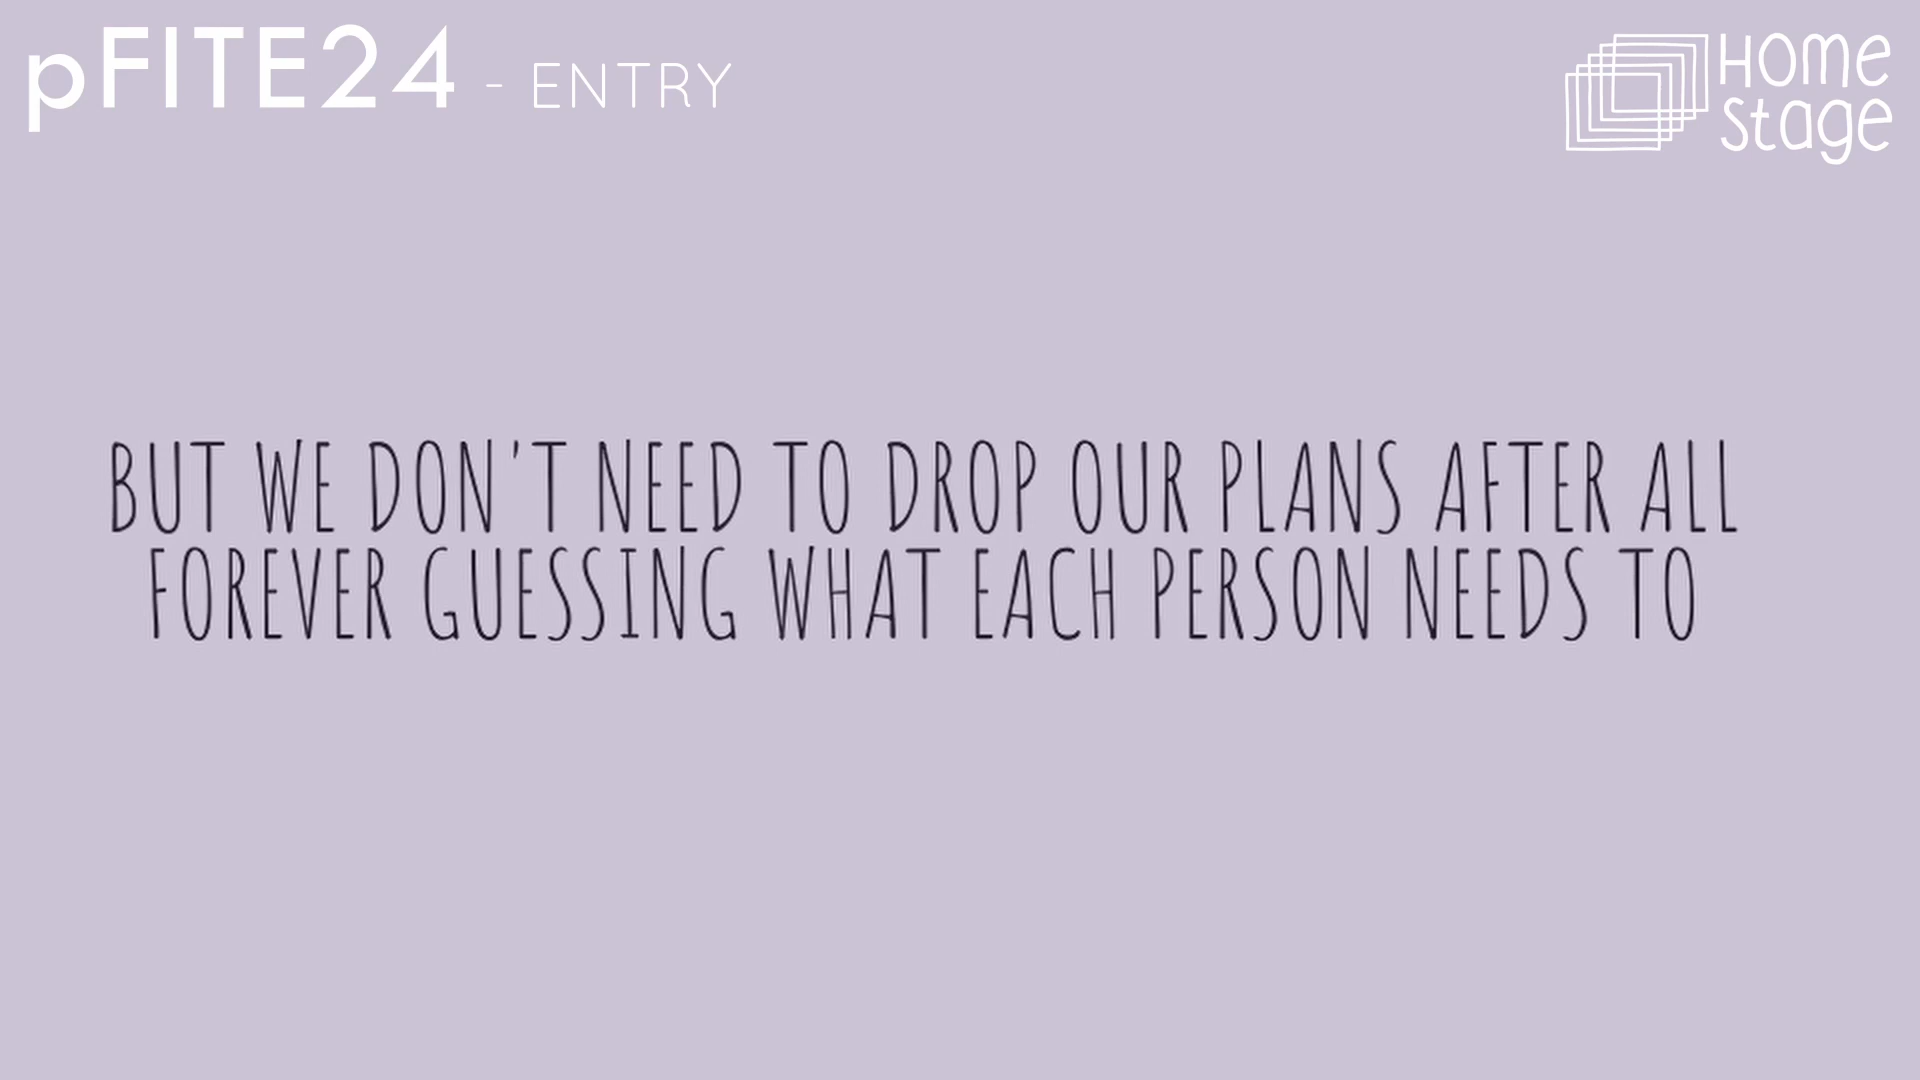 pFITE24 - ENTRY
Home
Stage
BUT WE DON'T NEED TO DROP OUR PLANS AFTER ALL
FOREVER GUESSING WHAT EACH PERSON NEEDS TO